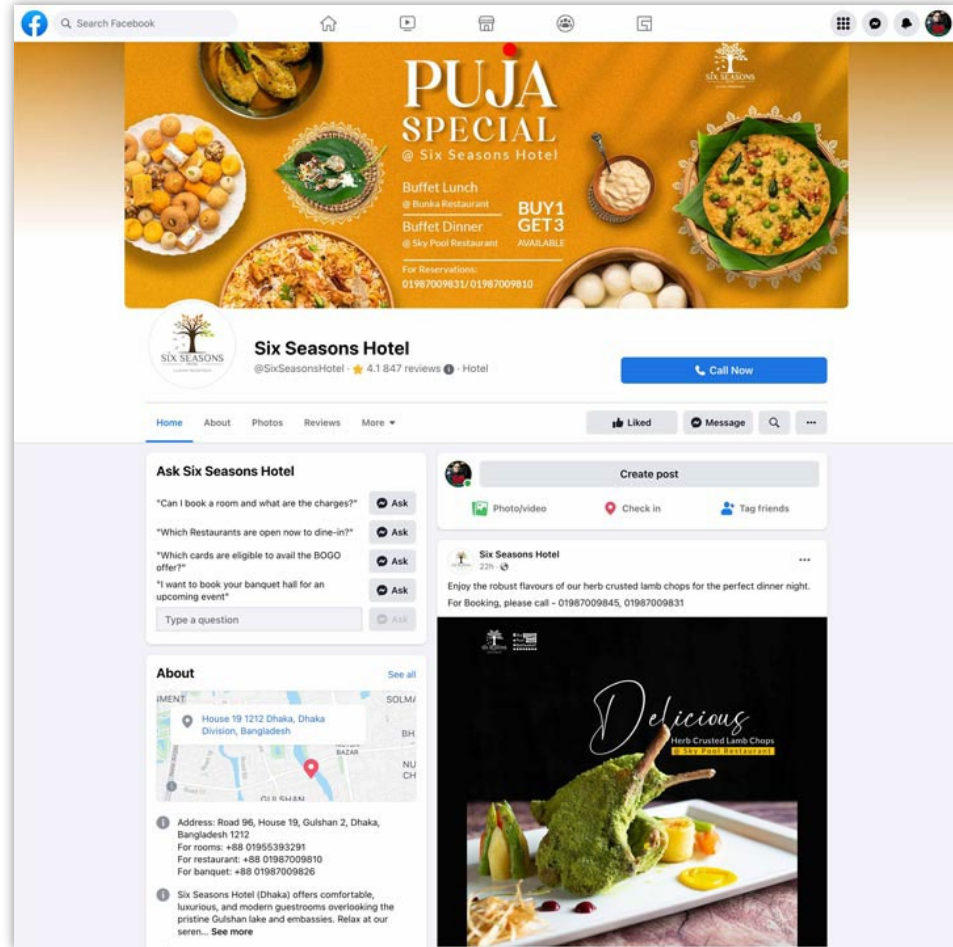 Search Facebook
PUJA
SPECIAL
@ Six Seasons Hotel
Buffet Lunch
@ Bunka Restaurant
Buffet Dinner
@ Sky Pool Restaurant
BUY1
GET3
AVAILABLE
For Reservations:
01987009831/ 01987009810
SIX SEASONS
SIX SEASONS
Six Seasons Hotel
@SixSeasonsHotel · 4.1 847 reviews · Hotel
Call Now
Home About Photos Reviews More
Liked Message
Ask Six Seasons Hotel
"Can I book a room and what are the charges?" Ask
"Which Restaurants are open now to dine-in?" Ask
"Which cards are eligible to avail the BOGO
offer?" Ask
"I want to book your banquet hall for an
upcoming event" Ask
Type a question Ask
About See all
IMENT
SOLMA
House 19 1212 Dhaka, Dhaka
Division, Bangladesh
BH
BAZAR
NU
CH
GULSHAN
Address: Road 96, House 19, Gulshan 2, Dhaka,
Bangladesh 1212
For rooms: +88 01955393291
For restaurant: +88 01987009810
For banquet: +88 01987009826
Six Seasons Hotel (Dhaka) offers comfortable,
luxurious, and modern guestrooms overlooking the
pristine Gulshan lake and embassies. Relax at our
seren... See more
Create post
Photo/video Check in Tag friends
Six Seasons Hotel
22h ·
Enjoy the robust flavours of our herb crusted lamb chops for the perfect dinner night.
For Booking, please call - 01987009845, 01987009831
Delicious
Herb Crusted Lamb Chops
@ Sky Pool Restaurant